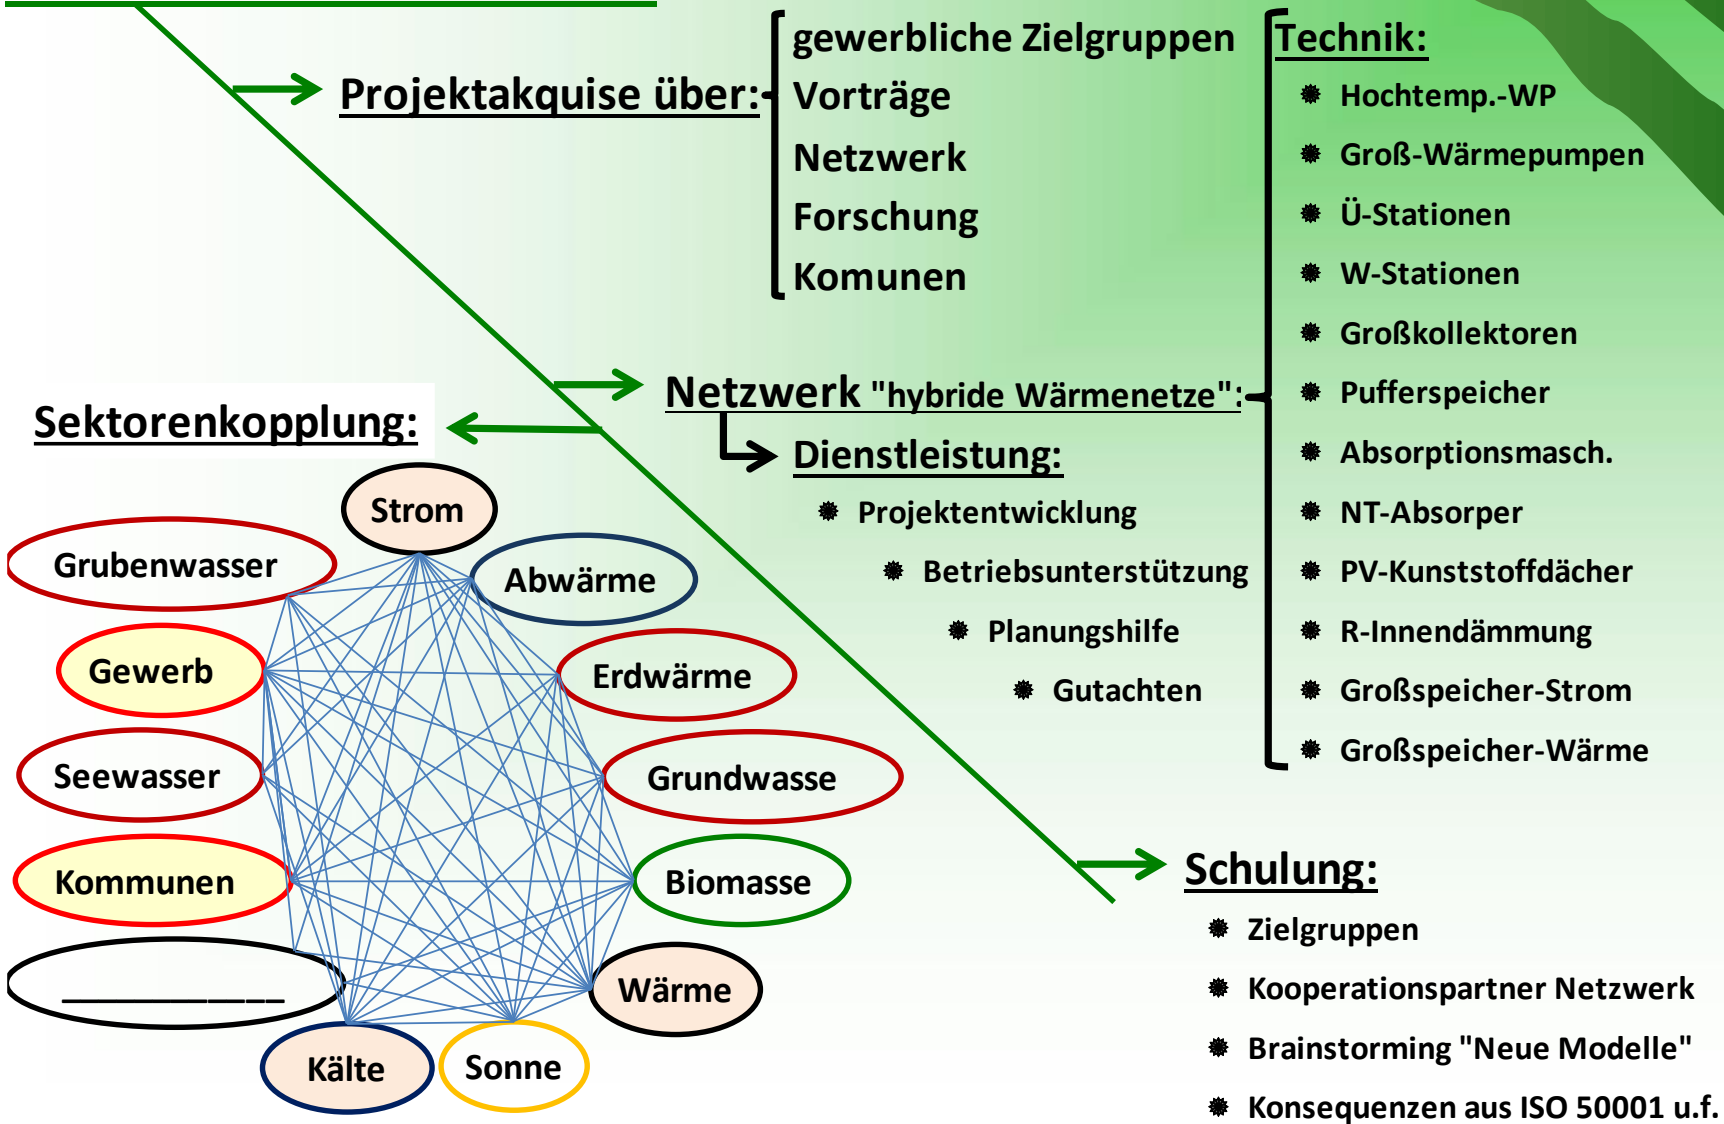 Projektakquise über:
gewerbliche Zielgruppen
Vorträge
Netzwerk
Forschung
Komunen
Netzwerk "hybride Wärmenetze":
Technik:
Hochtemp.-WP
Groß-Wärmepumpen
Ü-Stationen
W-Stationen
Großkollektoren
Pufferspeicher
Absorptionsmasch.
NT-Absorper
PV-Kunststoffdächer
R-Innendämmung
Großspeicher-Strom
Großspeicher-Wärme
Dienstleistung:
Projektentwicklung
Betriebsunterstützung
Planungshilfe
Gutachten
Sektorenkopplung:
Strom
Abwärme
Erdwärme
Grundwasse
Biomasse
Wärme
Sonne
Kälte
___________
Kommunen
Seewasser
Gewerb
Grubenwasser
Schulung:
Zielgruppen
Kooperationspartner Netzwerk
Brainstorming "Neue Modelle"
Konsequenzen aus ISO 50001 u.f.